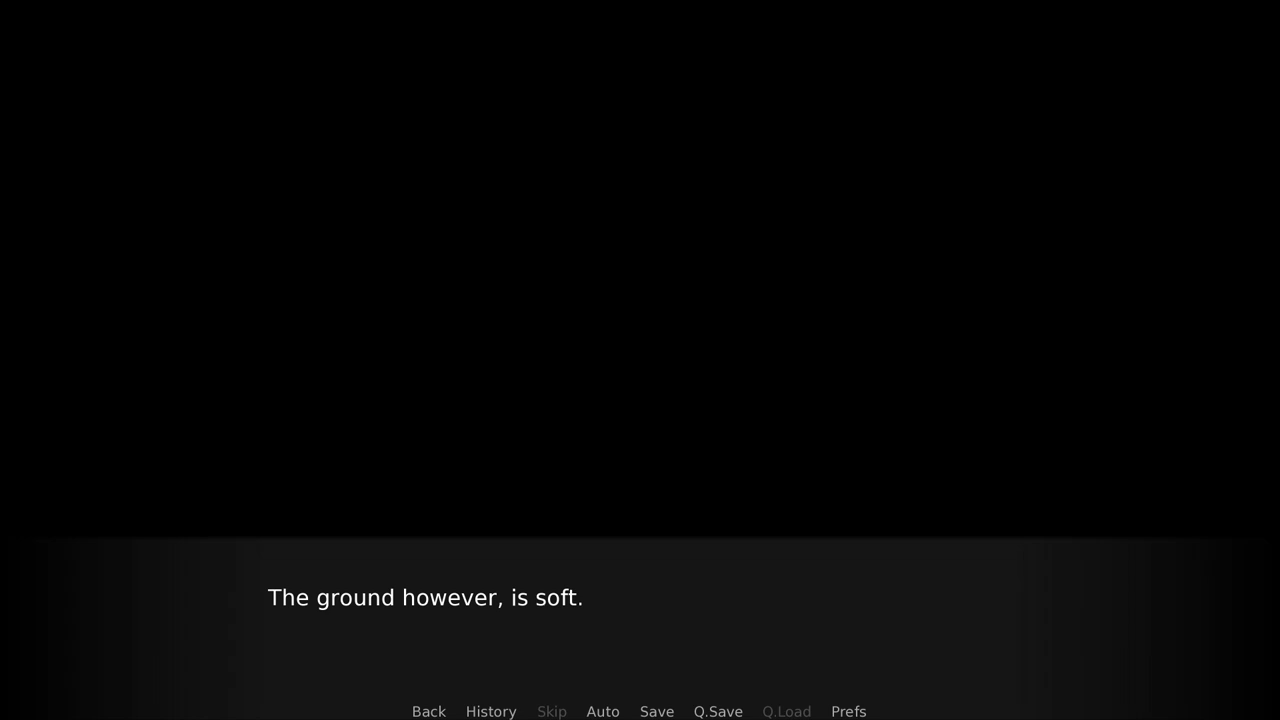 The ground however, is soft.
Back History Skip Auto Save Q.Save Q.Load Prefs